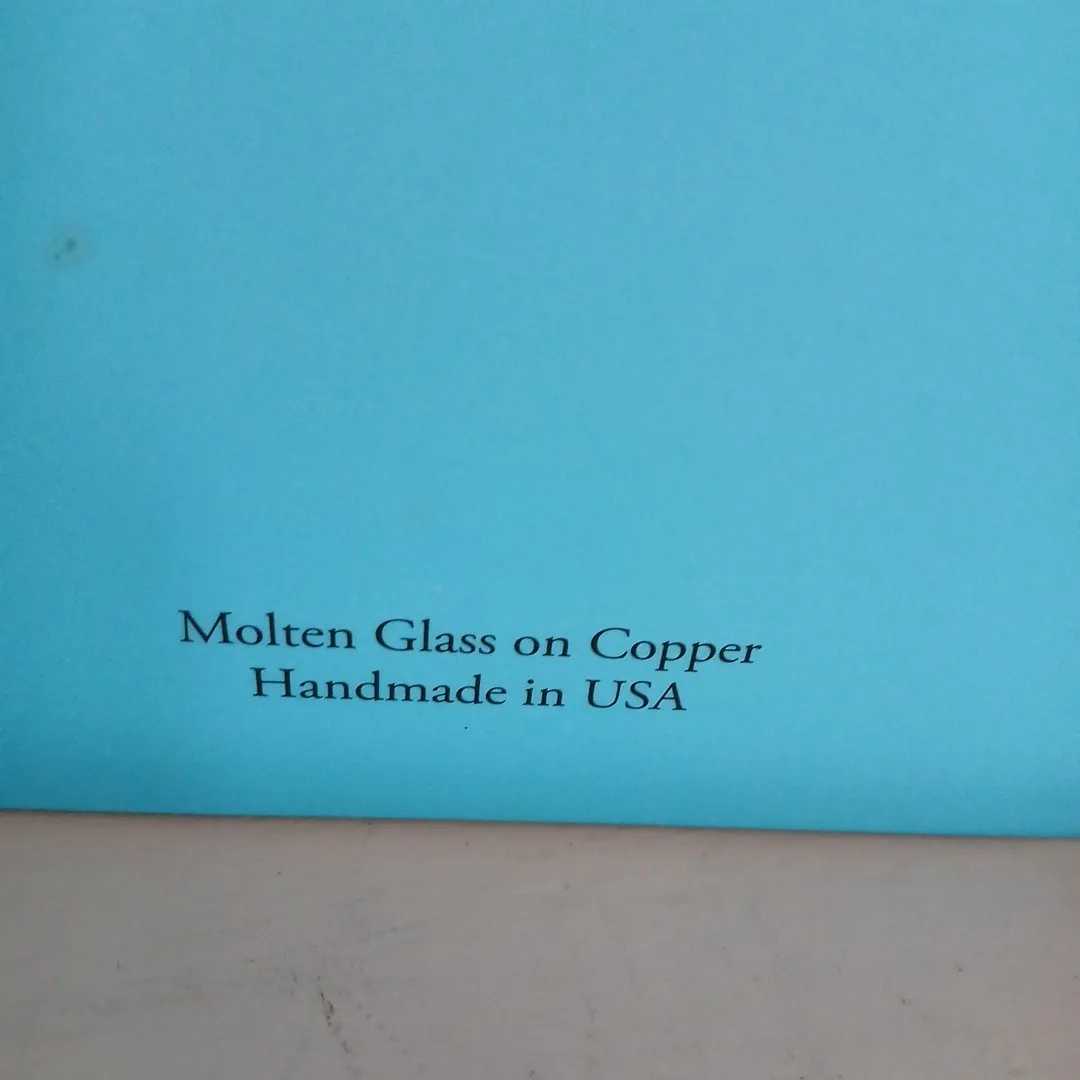 Molten Glass on Copper
Handmade in USA